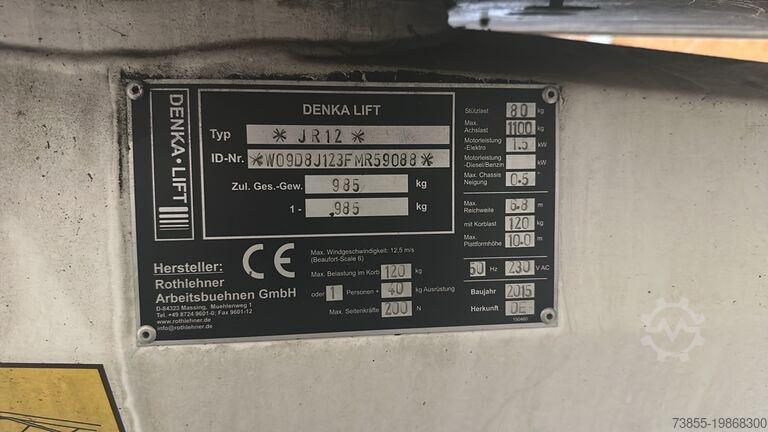 DENKA • LIFT
DENKA LIFT
Typ * JR12 *
ID-Nr. *W09D8J123FMR59088*
Zul. Ges.-Gew. 985 kg
1 - 985 kg
Hersteller:
Rothlehner
Arbeitsbuehnen GmbH
D-84323 Massing, Muehlenweg 1
Tel. +49 8724 9601-0; Fax 9601-12
www.rothlehner.de
info@rothlehner.de
CE
Max. Windgeschwindigkeit: 12,5 m/s
(Beaufort-Scale 6)
Max. Belastung im Korb 120 kg
oder 1 Personen + 40 kg Ausrüstung
Max. Seitenkräfte 200 N
Stützlast 80 kg
Max. Achslast 1100 kg
Motorleistung -Elektro 1.5 kW
Motorleistung -Diesel/Benzin kW
Max. Chassis Neigung 0.5 °
Max. Reichweite 6.8 m
mit Korblast 120 kg
Max. Plattformhöhe 10.0 m
50 Hz 230 V AC
Baujahr 2015
Herkunft DE
73855-19868300